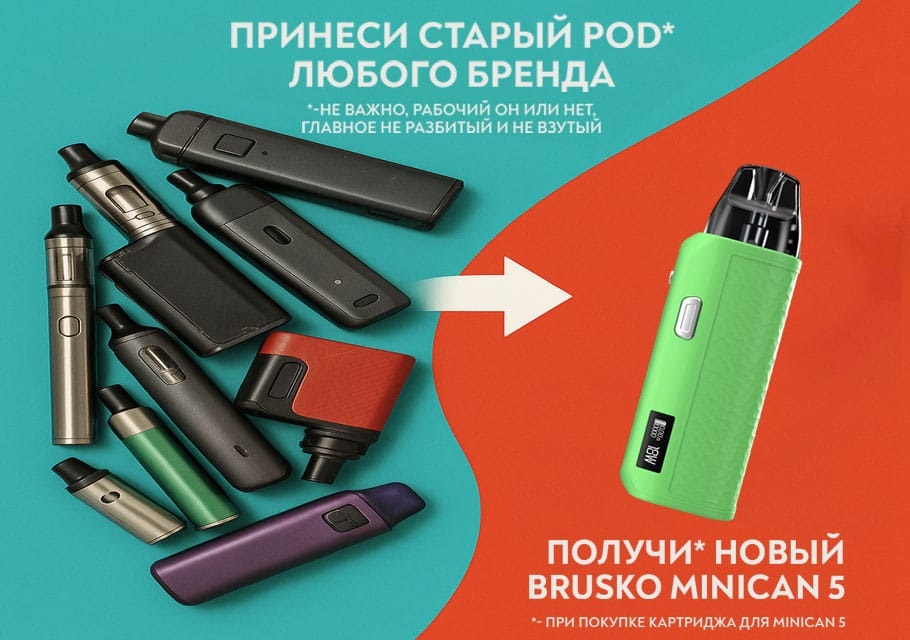 ПРИНЕСИ СТАРЫЙ POD*
ЛЮБОГО БРЕНДА
*-НЕ ВАЖНО, РАБОЧИЙ ОН ИЛИ НЕТ,
ГЛАВНОЕ НЕ РАЗБИТЫЙ И НЕ ВЗУТЫЙ
18W
ПОЛУЧИ* НОВЫЙ
BRUSKO MINICAN 5
*- ПРИ ПОКУПКЕ КАРТРИДЖА ДЛЯ MINICAN 5